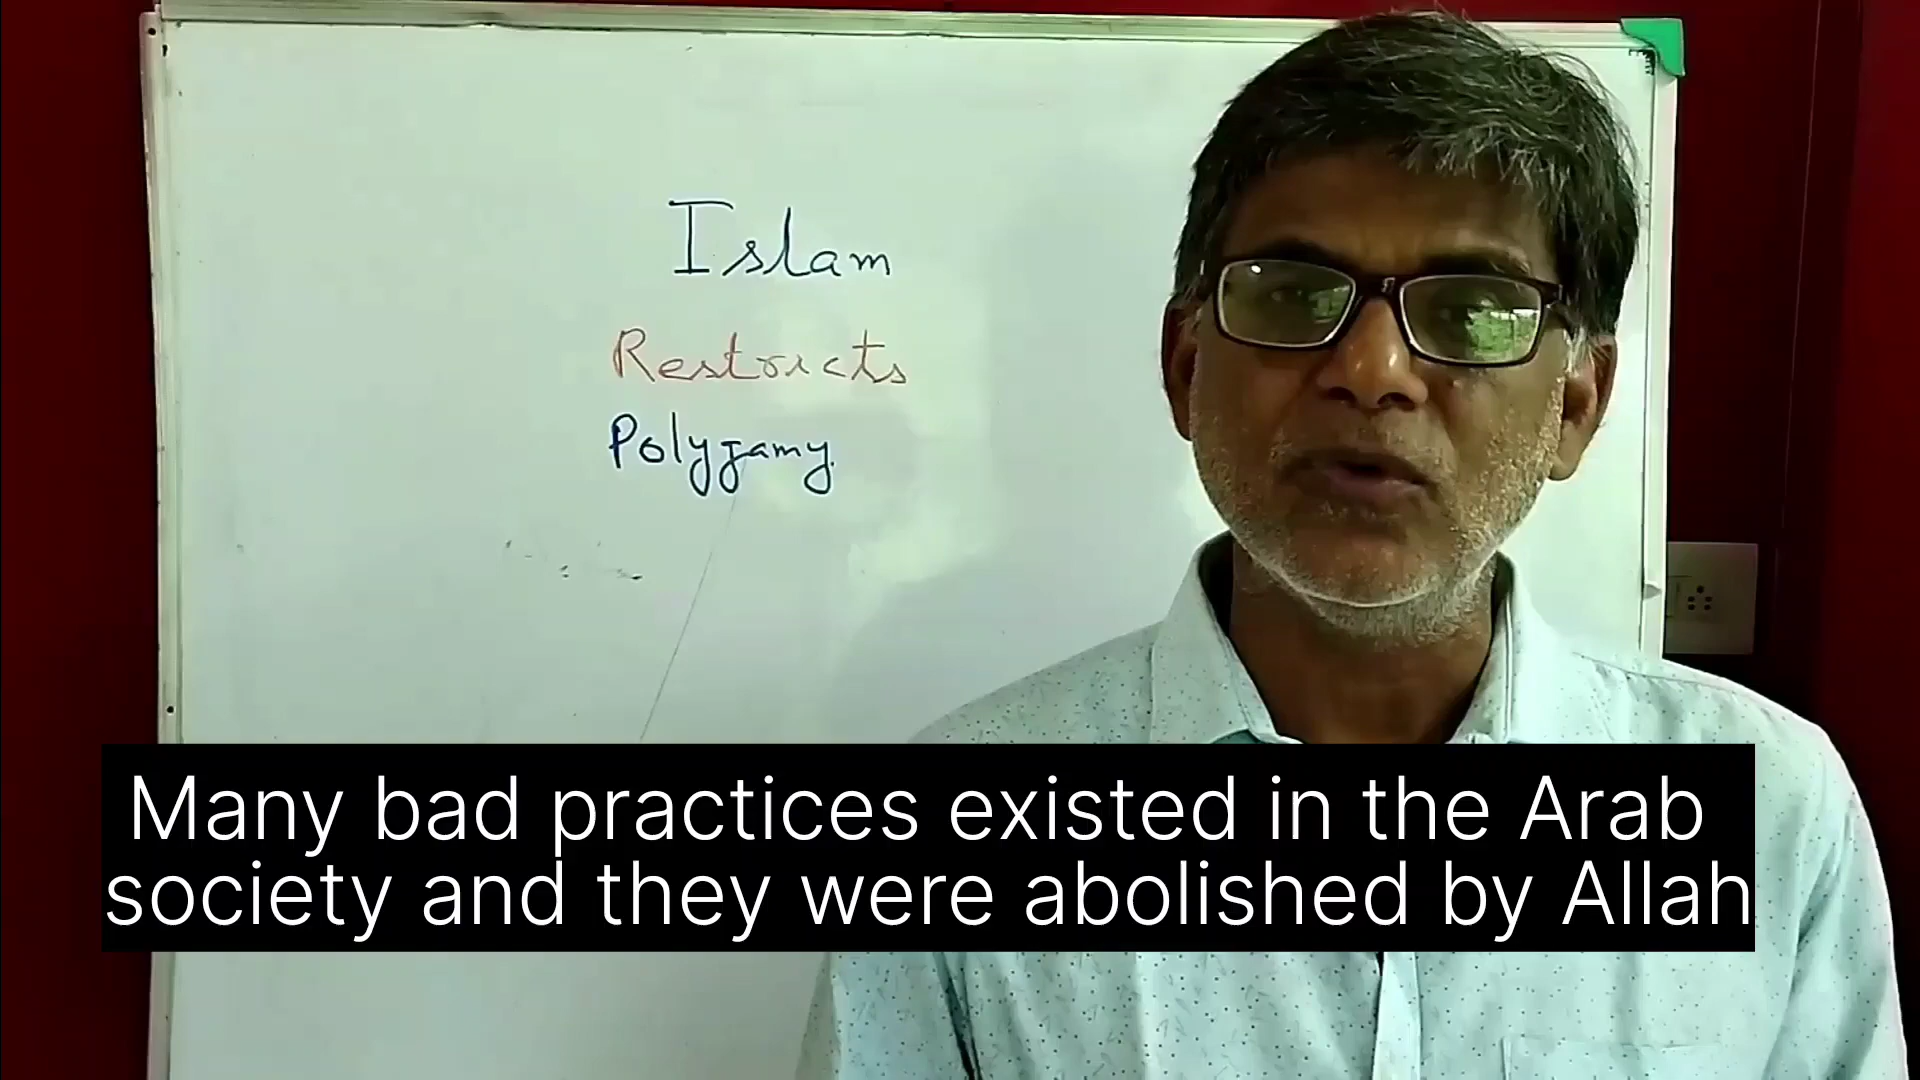 Islam
Restricts
Polygamy
Many bad practices existed in the Arab
society and they were abolished by Allah